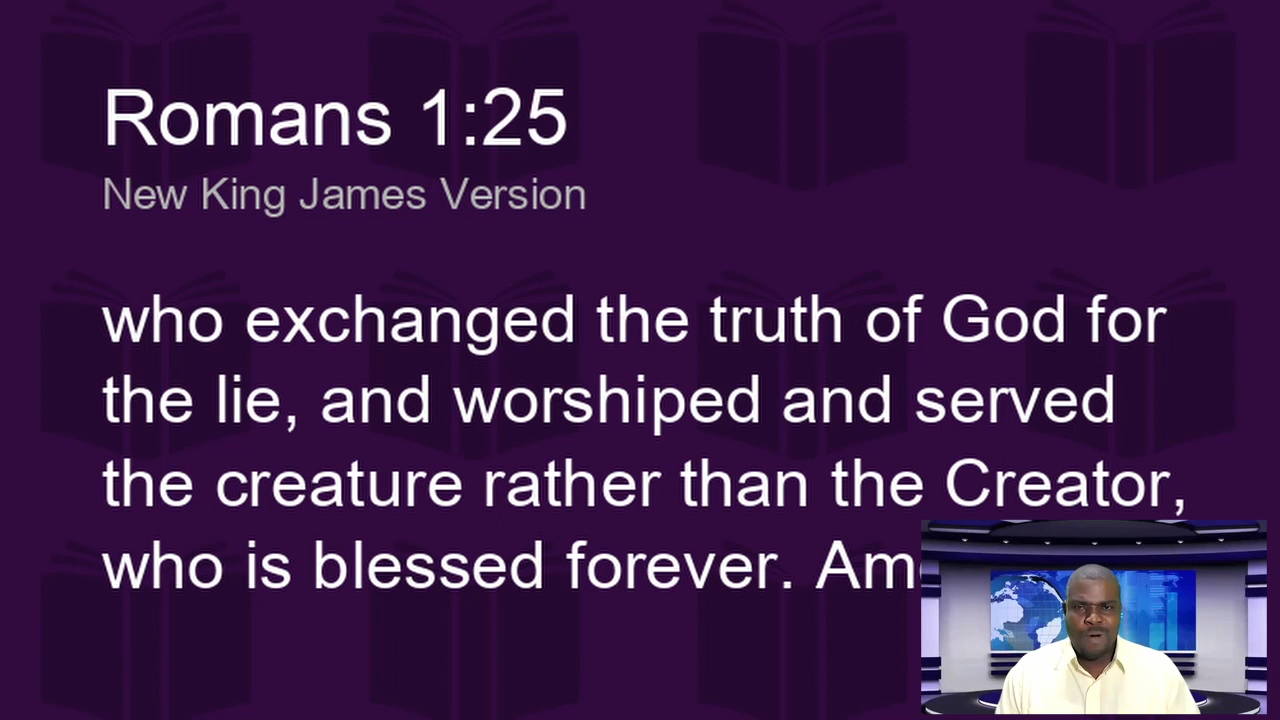 Romans 1:25
New King James Version
who exchanged the truth of God for
the lie, and worshiped and served
the creature rather than the Creator,
who is blessed forever. Am